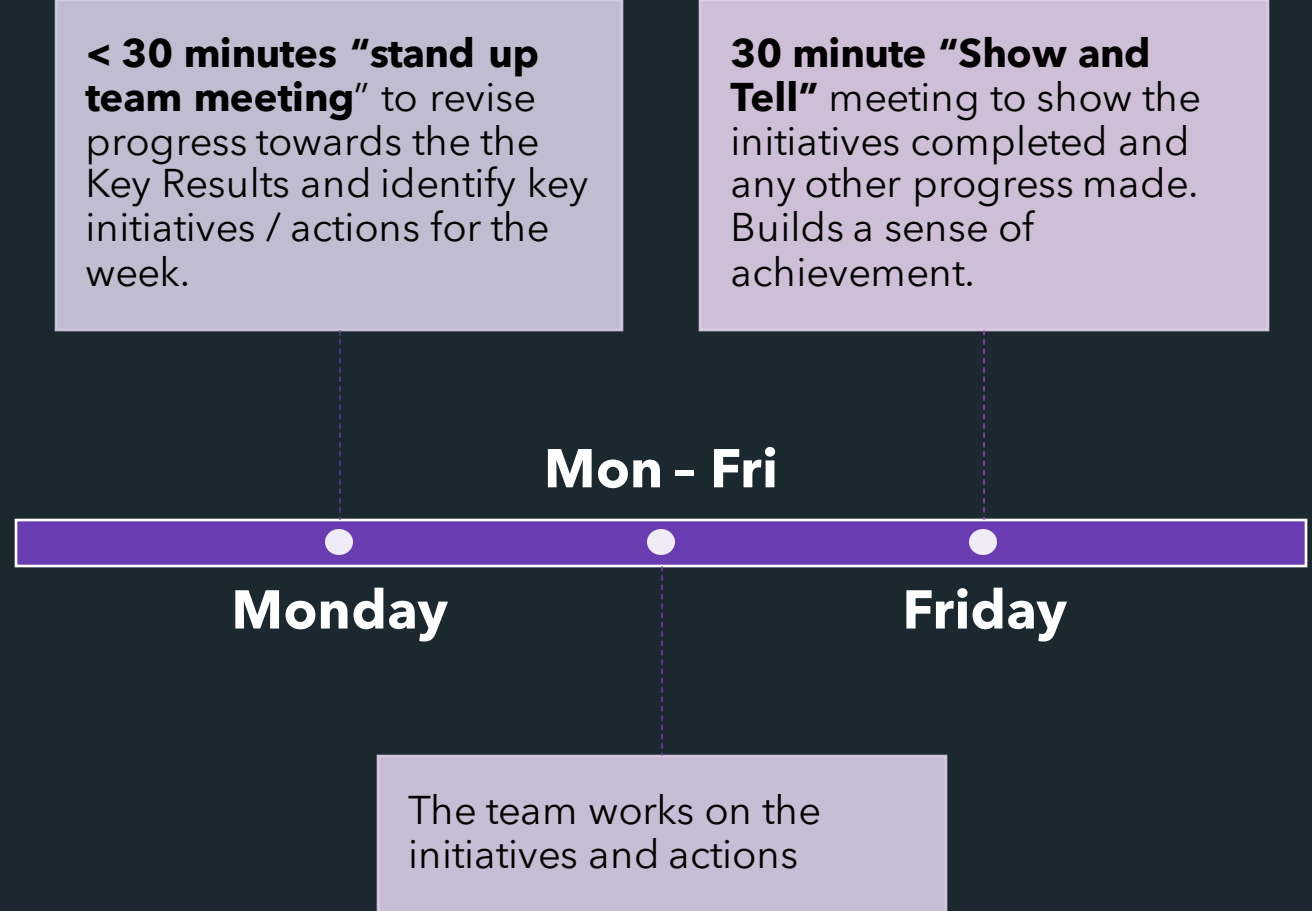 < 30 minutes “stand up
team meeting” to revise
progress towards the the
Key Results and identify key
initiatives / actions for the
week.
30 minute “Show and
Tell” meeting to show the
initiatives completed and
any other progress made.
Builds a sense of
achievement.
Mon – Fri
Monday
Friday
The team works on the
initiatives and actions